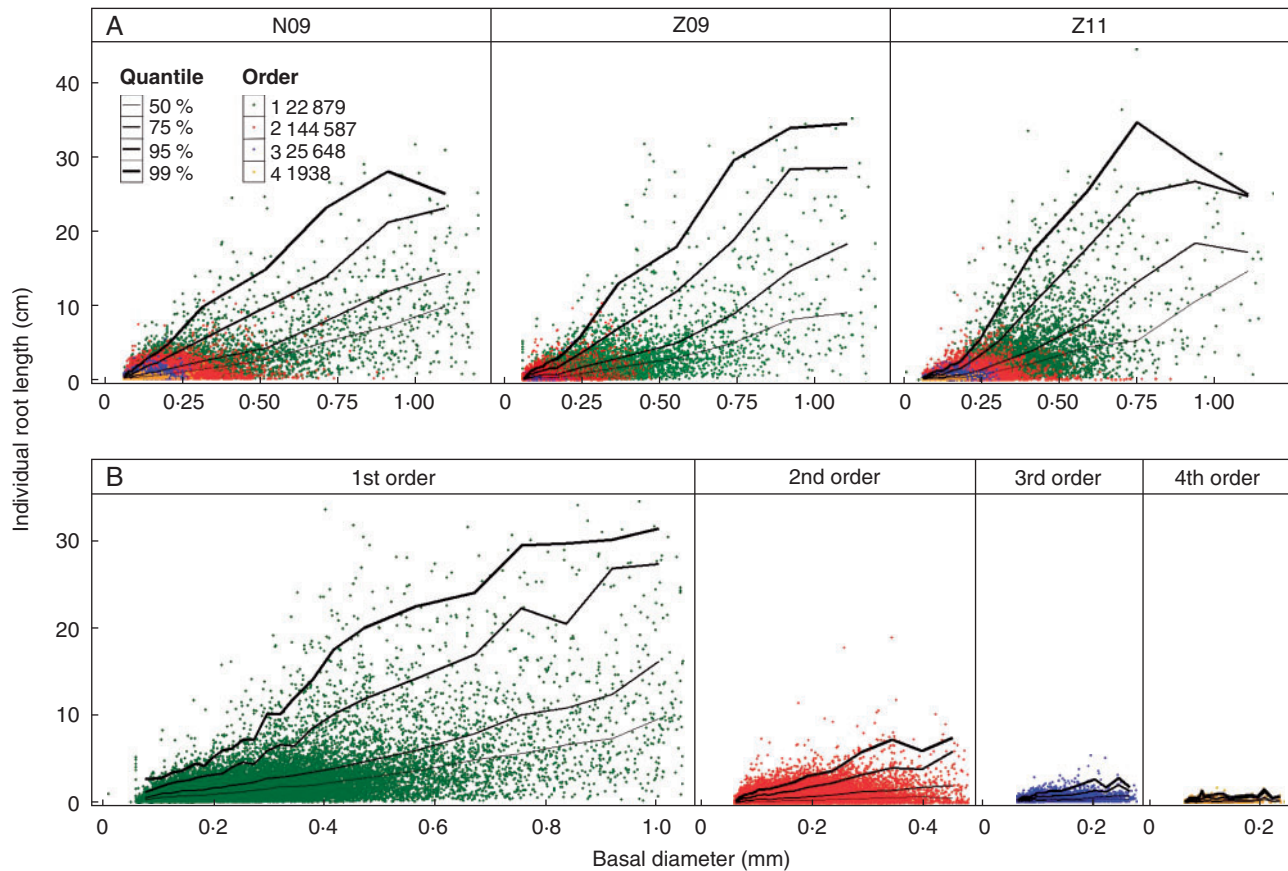 A N09 Z09 Z11
Quantile Order
50 % 1 22 879
75 % 2 144 587
95 % 3 25 648
99 % 4 1938
40
30
20
10
0
0 0·25 0·50 0·75 1·00 0 0·25 0·50 0·75 1·00 0 0·25 0·50 0·75 1·00
Individual root length (cm)
B 1st order 2nd order 3rd order 4th order
30
20
10
0
0 0·2 0·4 0·6 0·8 1·0 0 0·2 0·4 0 0·2 0 0·2
Basal diameter (mm)